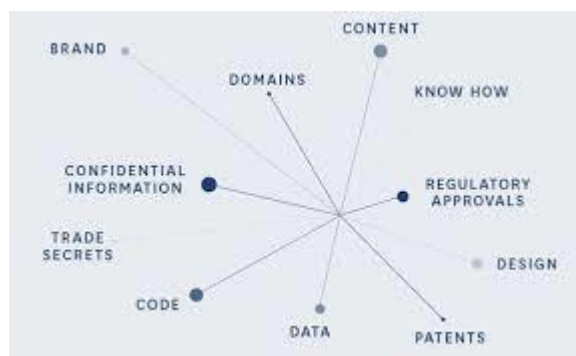 CONTENT
BRAND
DOMAINS
KNOW HOW
CONFIDENTIAL
INFORMATION
REGULATORY
APPROVALS
TRADE
SECRETS
DESIGN
CODE
DATA
PATENTS